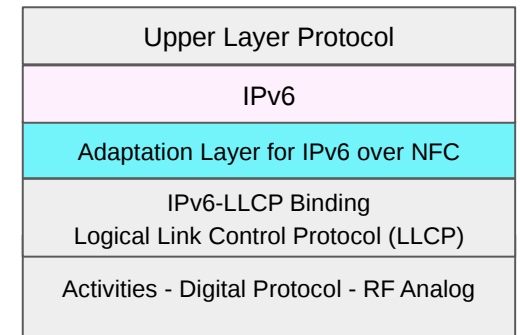 Upper Layer Protocol
IPv6
Adaptation Layer for IPv6 over NFC
IPv6-LLCP Binding
Logical Link Control Protocol (LLCP)
Activities - Digital Protocol - RF Analog